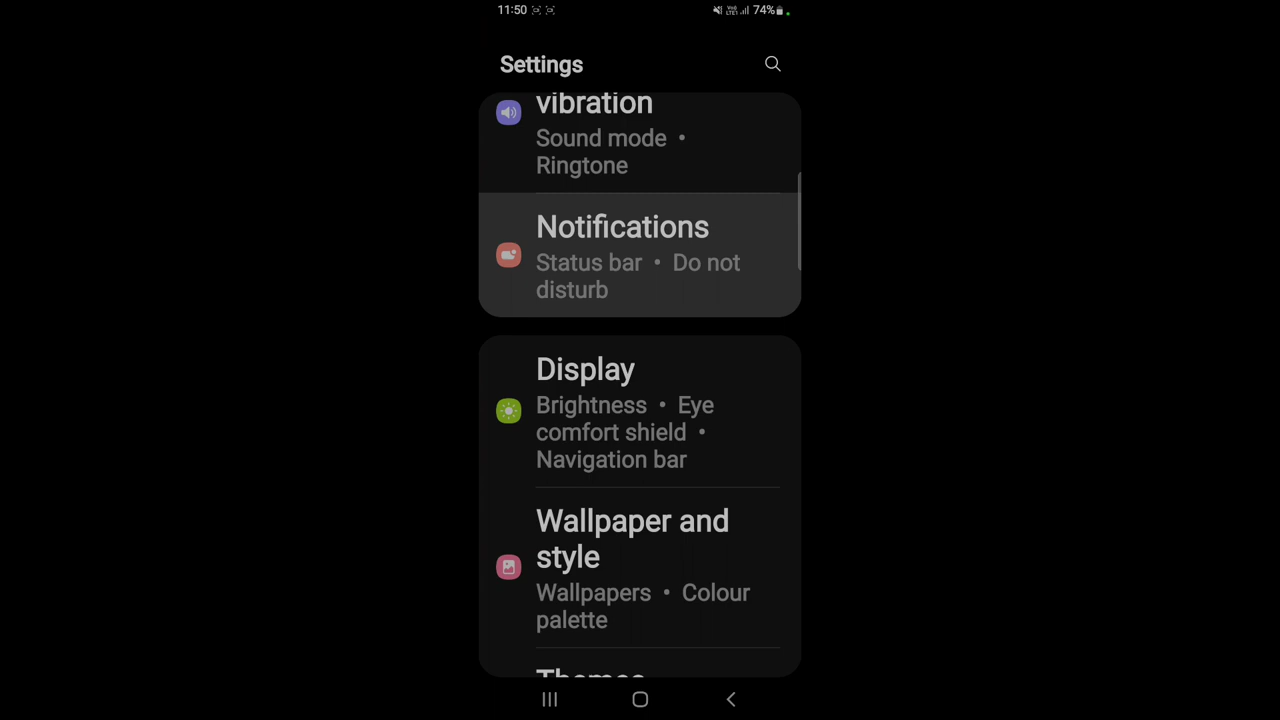 11:50 74%
Settings
vibration
Sound mode •
Ringtone
Notifications
Status bar • Do not
disturb
Display
Brightness • Eye
comfort shield •
Navigation bar
Wallpaper and
style
Wallpapers • Colour
palette
Themes